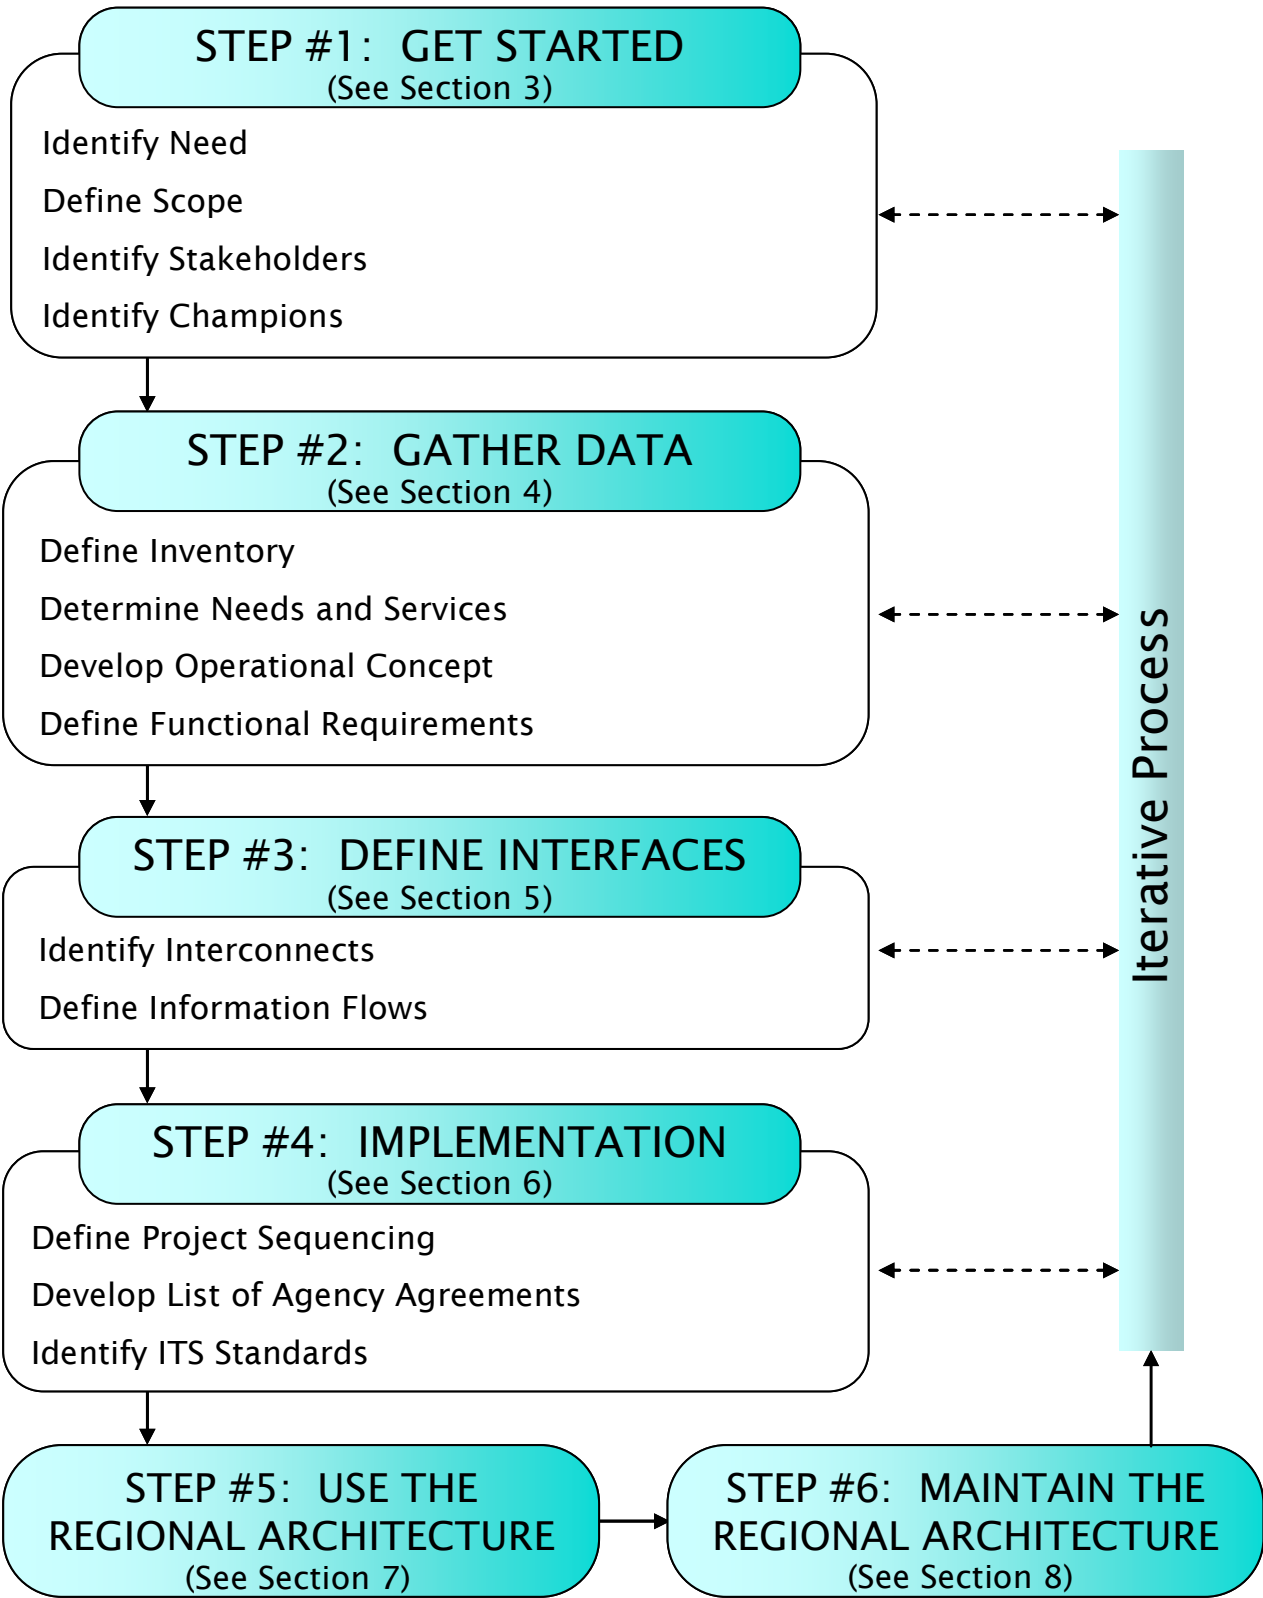 STEP #1: GET STARTED
(See Section 3)
Identify Need
Define Scope
Identify Stakeholders
Identify Champions
STEP #2: GATHER DATA
(See Section 4)
Define Inventory
Determine Needs and Services
Develop Operational Concept
Define Functional Requirements
STEP #3: DEFINE INTERFACES
(See Section 5)
Identify Interconnects
Define Information Flows
STEP #4: IMPLEMENTATION
(See Section 6)
Define Project Sequencing
Develop List of Agency Agreements
Identify ITS Standards
STEP #5: USE THE
REGIONAL ARCHITECTURE
(See Section 7)
STEP #6: MAINTAIN THE
REGIONAL ARCHITECTURE
(See Section 8)
Iterative Process